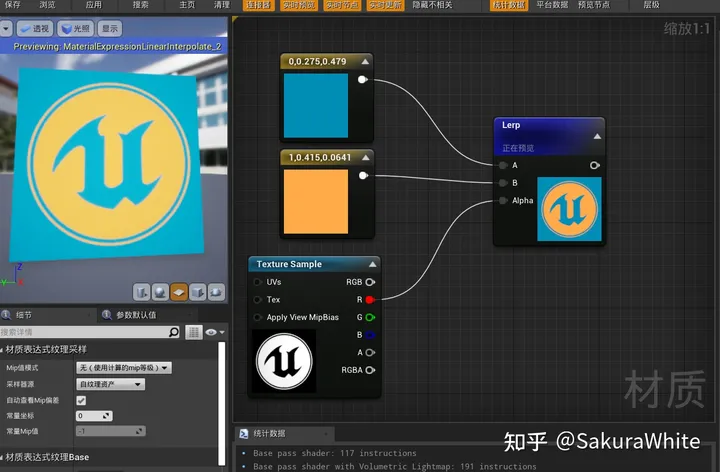 保存 浏览 应用 搜索 主页 清理 连接器 实时预览 实时节点 实时更新 隐藏不相关 统计数据 平台数据 预览节点 层级
透视 光照 显示
缩放1:1
Previewing: MaterialExpressionLinearInterpolate_2
0,0.275,0.479
1,0.415,0.0641
Lerp
正在预览
A
B
Alpha
Texture Sample
UVs RGB
Tex R
Apply View MipBias G
B
A
RGBA
Z
Y
细节 参数默认值
搜索详情
材质表达式纹理采样
Mip值模式 无（使用计算的mip等级）
采样器源 自纹理资产
自动查看Mip偏差
常量坐标 0
常量Mip值 -1
材质表达式纹理Base
材质
统计数据
Base pass shader: 117 instructions
Base pass shader with Volumetric Lightmap: 191 instructions
知乎 @SakuraWhite